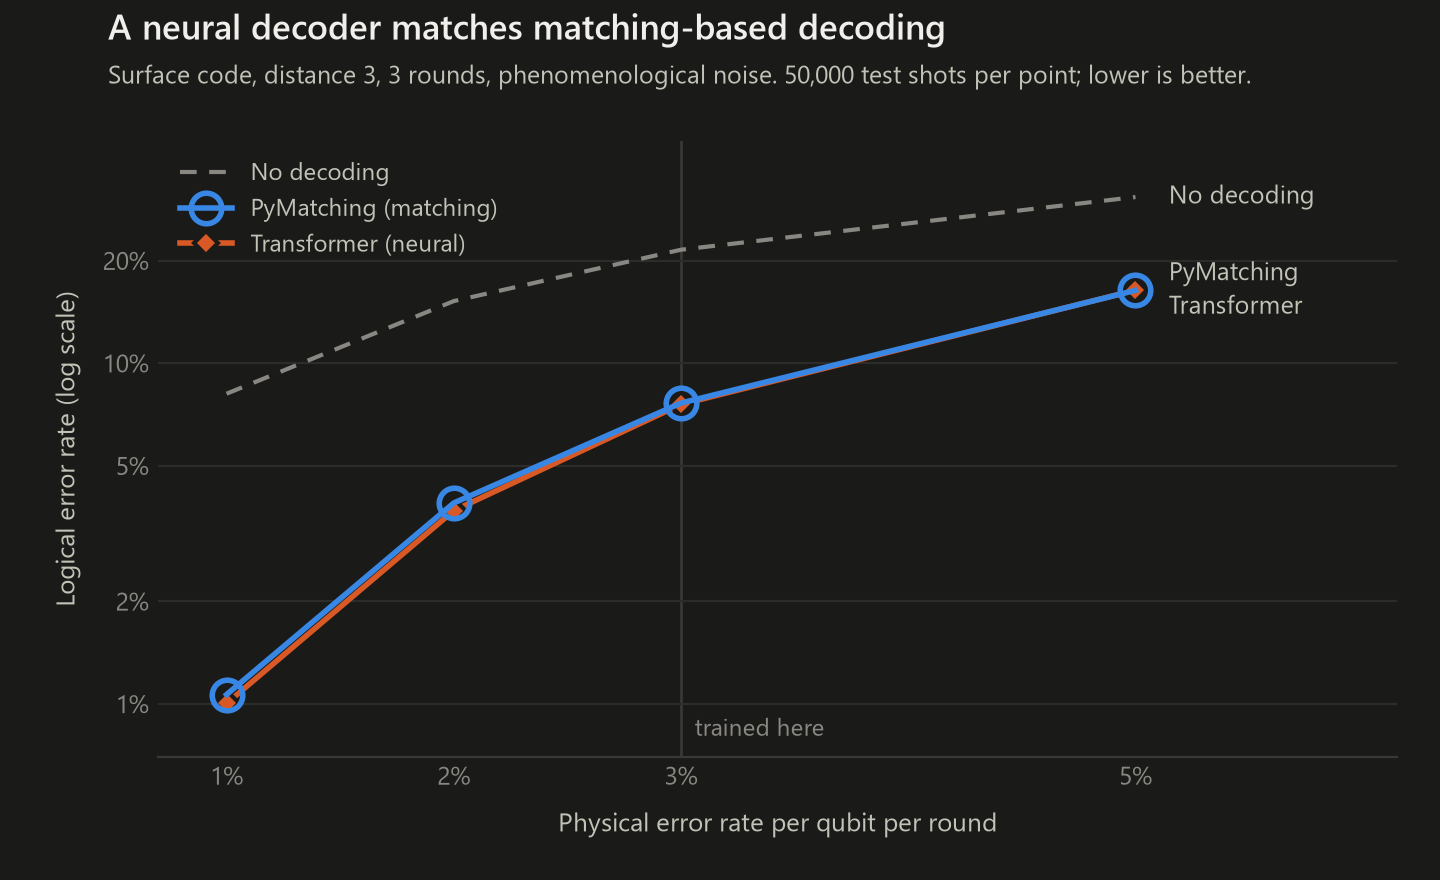 A neural decoder matches matching-based decoding
Surface code, distance 3, 3 rounds, phenomenological noise. 50,000 test shots per point; lower is better.
No decoding
PyMatching (matching)
Transformer (neural)
No decoding
PyMatching
Transformer
20%
10%
5%
2%
1%
Logical error rate (log scale)
trained here
1%
2%
3%
5%
Physical error rate per qubit per round